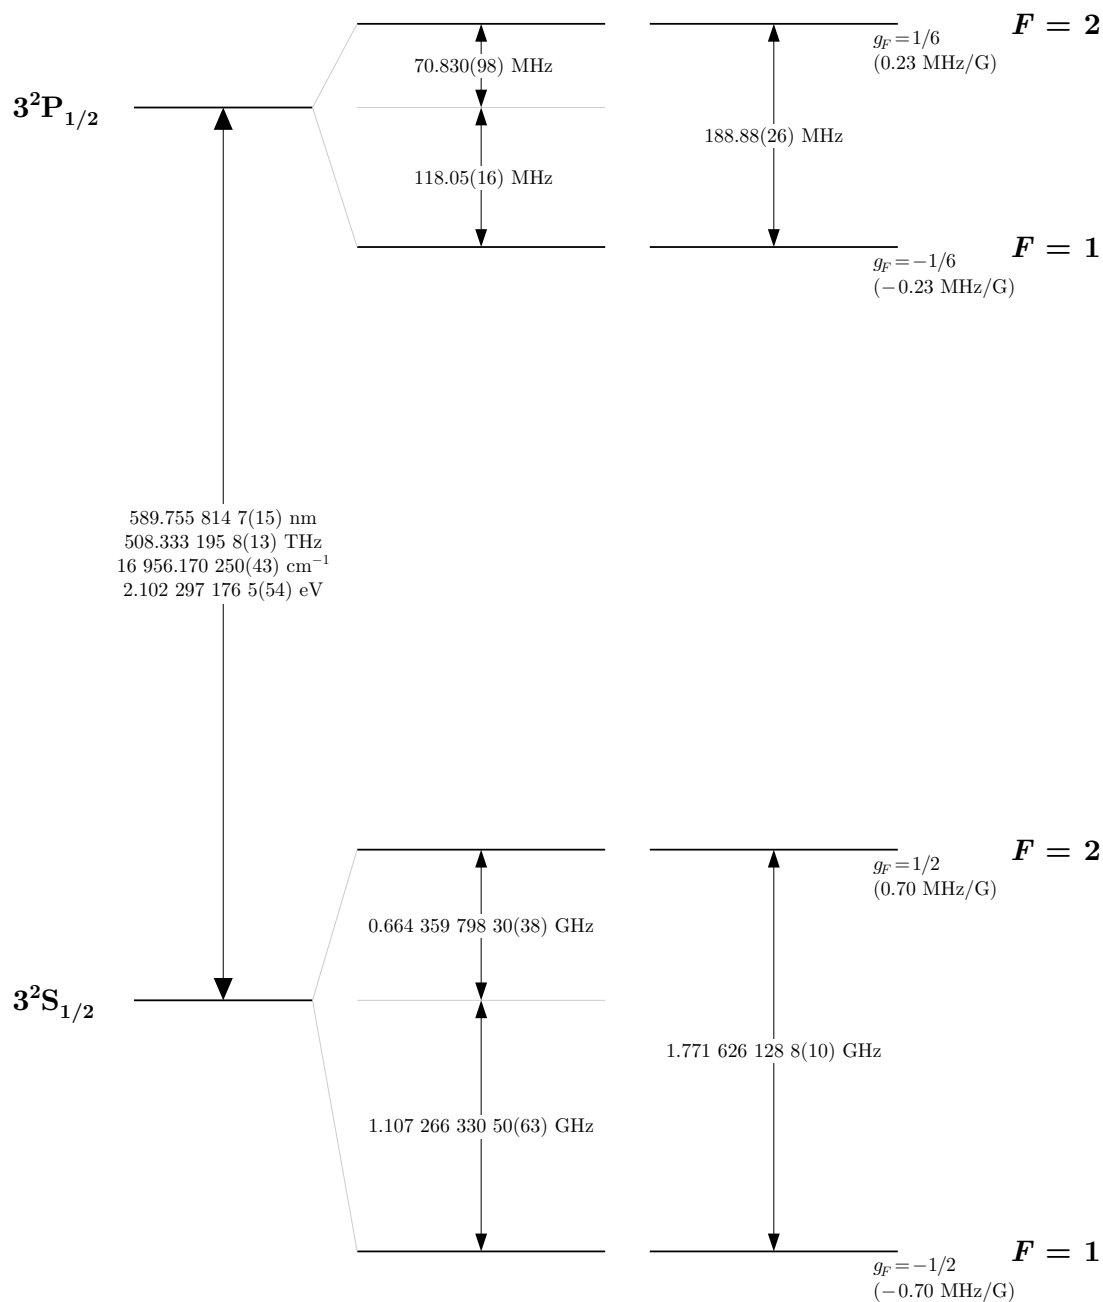 F = 2
g_F = 1/6
(0.23 MHz/G)
70.830(98) MHz
3²P₁/₂
188.88(26) MHz
118.05(16) MHz
F = 1
g_F = −1/6
(−0.23 MHz/G)
589.755 814 7(15) nm
508.333 195 8(13) THz
16 956.170 250(43) cm⁻¹
2.102 297 176 5(54) eV
F = 2
g_F = 1/2
(0.70 MHz/G)
0.664 359 798 30(38) GHz
3²S₁/₂
1.771 626 128 8(10) GHz
1.107 266 330 50(63) GHz
F = 1
g_F = −1/2
(−0.70 MHz/G)